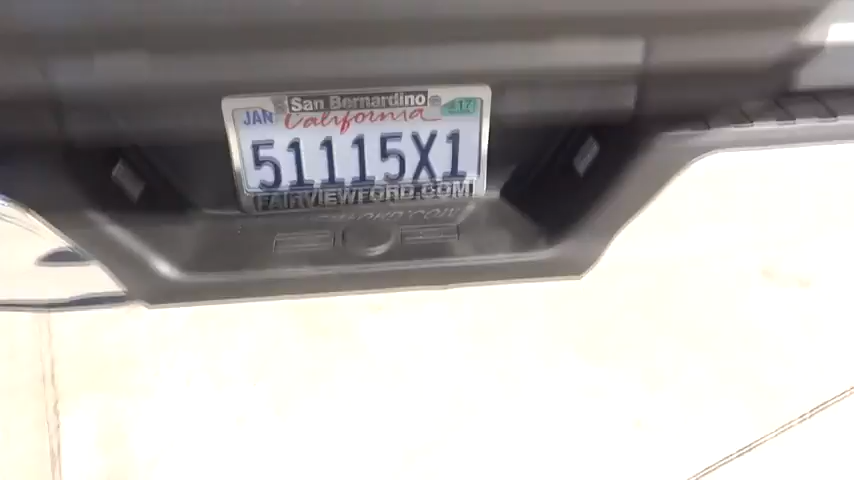 San Bernardino
JAN California 17
51115X1
FAIRVIEWFORD.COM